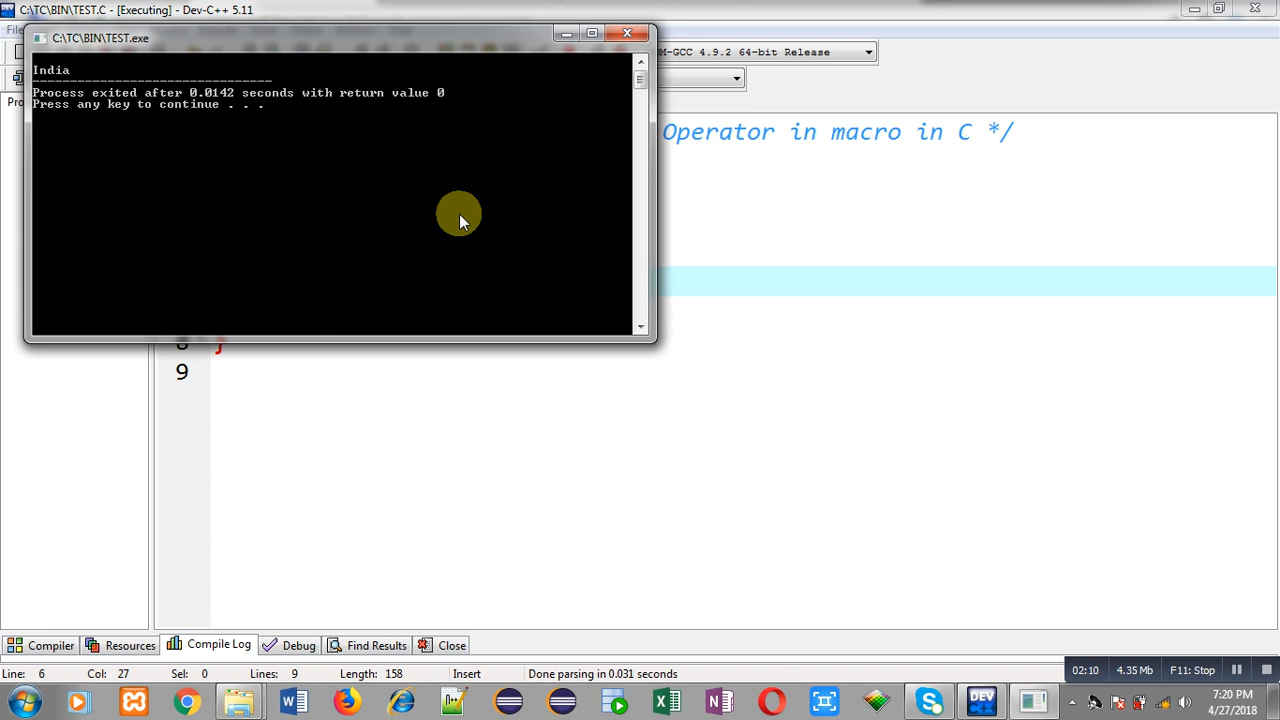 C:\TC\BIN\TEST.C - [Executing] - Dev-C++ 5.11
C:\TC\BIN\TEST.exe
M-GCC 4.9.2 64-bit Release
India
--------------------------------
Process exited after 0.0142 seconds with return value 0
Press any key to continue . . .
Operator in macro in C */
}
9
Compiler Resources Compile Log Debug Find Results Close
Line: 6 Col: 27 Sel: 0 Lines: 9 Length: 158 Insert Done parsing in 0.031 seconds
02:10 4.35 Mb F11: Stop
DEV
7:20 PM
4/27/2018